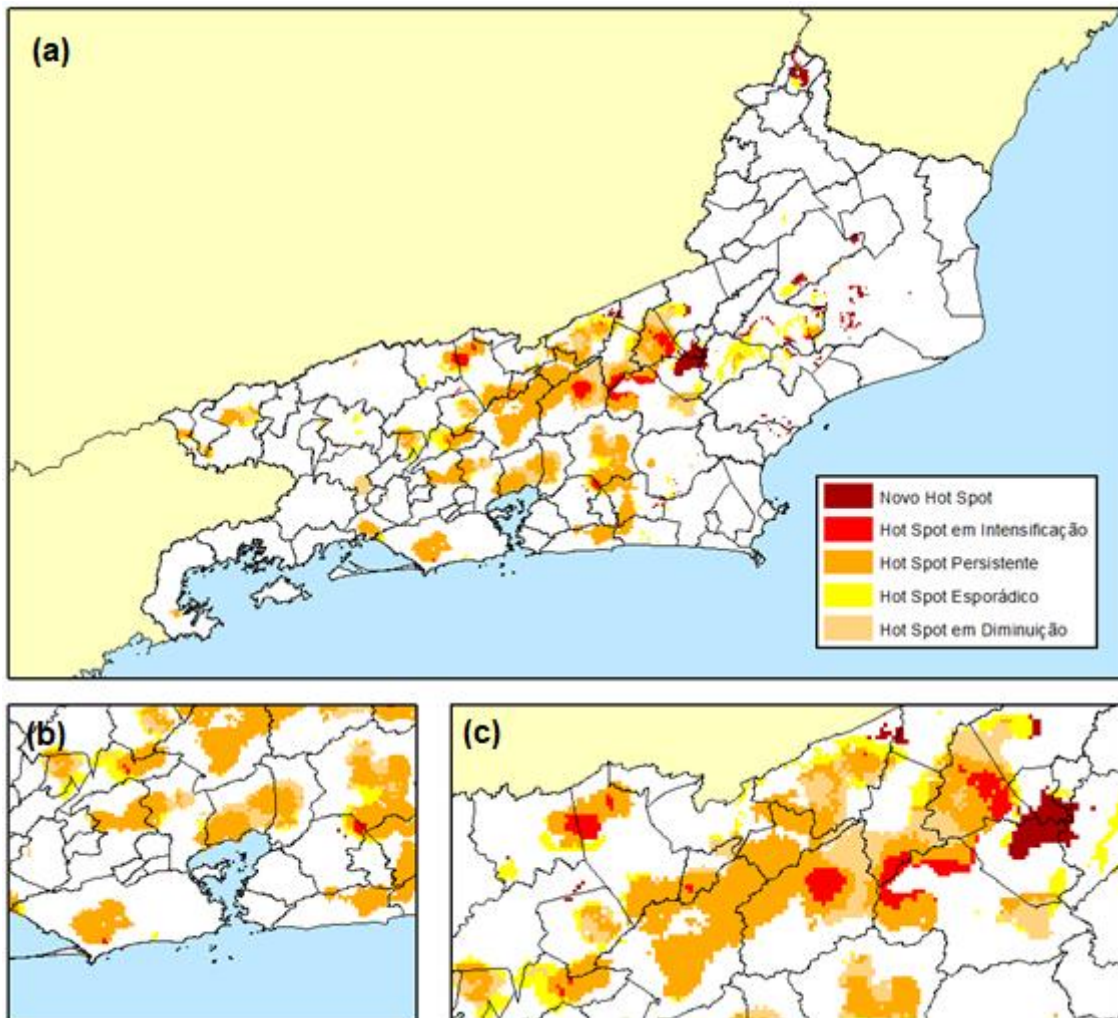 (a)
Novo Hot Spot
Hot Spot em Intensificação
Hot Spot Persistente
Hot Spot Esporádico
Hot Spot em Diminuição
(b)
(c)